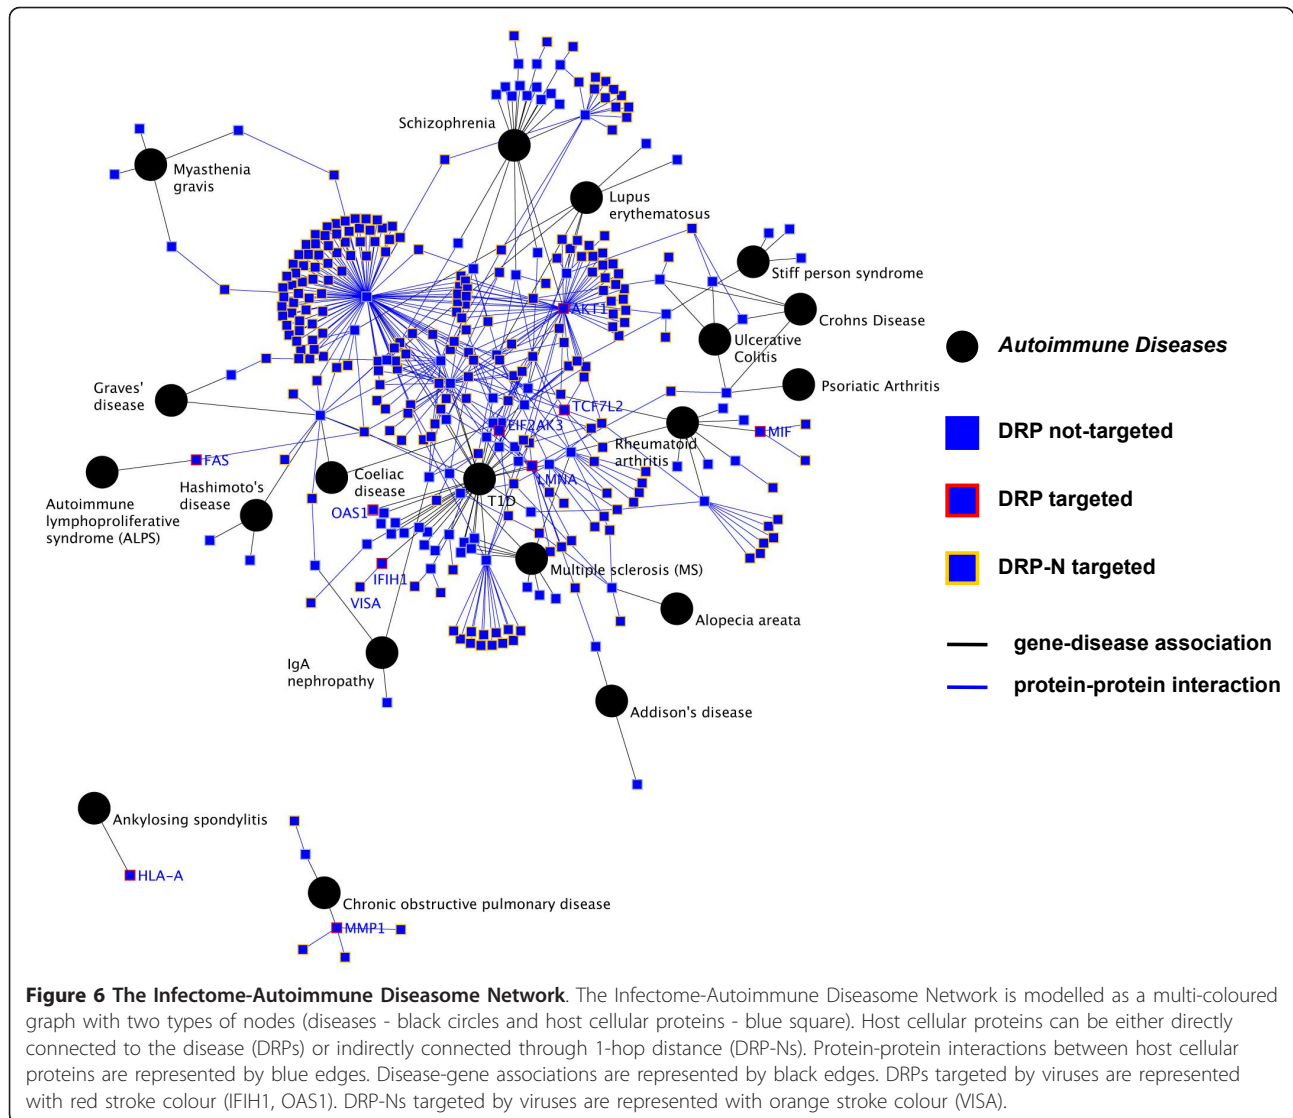 Schizophrenia
Myasthenia
gravis
Lupus
erythematosus
Stiff person syndrome
Crohns Disease
AKT1
Ulcerative
Colitis
Psoriatic Arthritis
Graves'
disease
TCF7L2
EIF2AK3
MIF
Rheumatoid
arthritis
FAS
Coeliac
disease
LMNA
T1D
Hashimoto's
disease
Autoimmune
lymphoproliferative
syndrome (ALPS)
OAS1
Multiple sclerosis (MS)
IFIH1
VISA
Alopecia areata
IgA
nephropathy
Addison's disease
Ankylosing spondylitis
HLA-A
Chronic obstructive pulmonary disease
MMP1
Autoimmune Diseases
DRP not-targeted
DRP targeted
DRP-N targeted
gene-disease association
protein-protein interaction
Figure 6 The Infectome-Autoimmune Diseasome Network. The Infectome-Autoimmune Diseasome Network is modelled as a multi-coloured
graph with two types of nodes (diseases - black circles and host cellular proteins - blue square). Host cellular proteins can be either directly
connected to the disease (DRPs) or indirectly connected through 1-hop distance (DRP-Ns). Protein-protein interactions between host cellular
proteins are represented by blue edges. Disease-gene associations are represented by black edges. DRPs targeted by viruses are represented
with red stroke colour (IFIH1, OAS1). DRP-Ns targeted by viruses are represented with orange stroke colour (VISA).